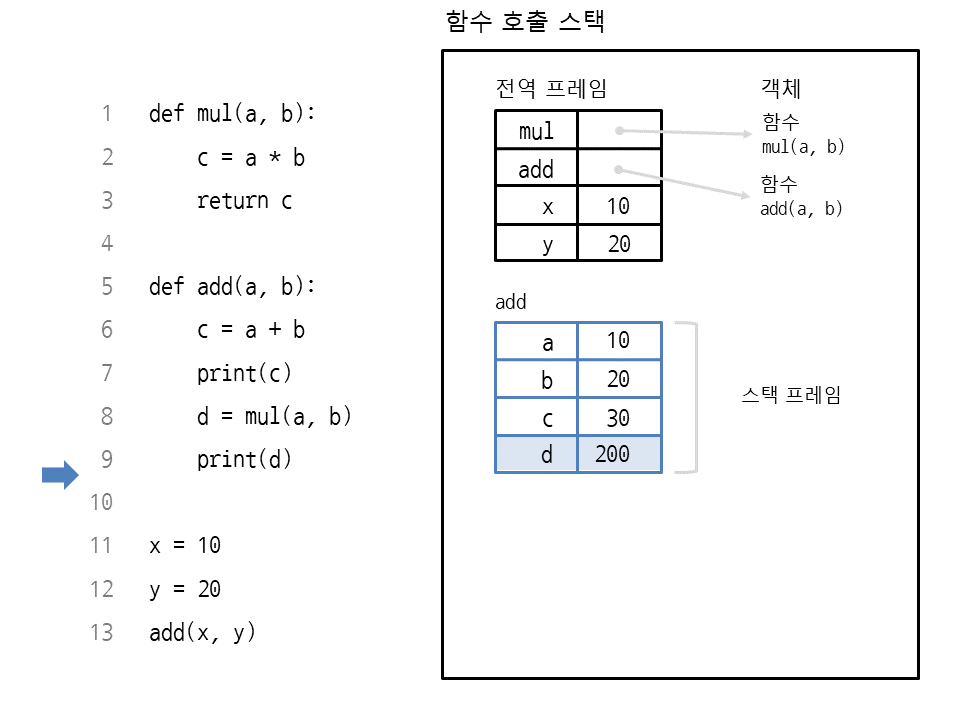 함수 호출 스택
1 def mul(a, b):
2     c = a * b
3     return c
4
5 def add(a, b):
6     c = a + b
7     print(c)
8     d = mul(a, b)
9     print(d)
10
11 x = 10
12 y = 20
13 add(x, y)
전역 프레임
mul
add
x 10
y 20
객체
함수
mul(a, b)
함수
add(a, b)
add
a 10
b 20
c 30
d 200
스택 프레임